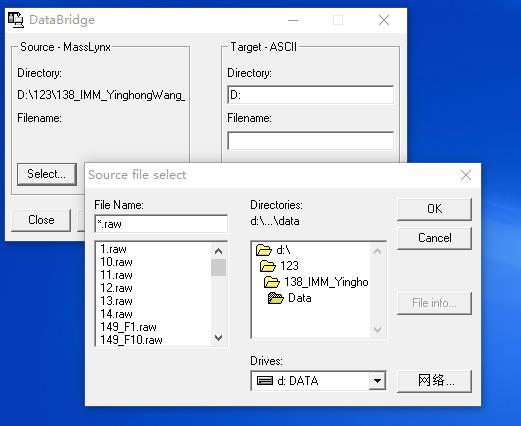 DataBridge
Source - MassLynx
Directory:
D:\123\138_IMM_YinghongWang_
Filename:
Select...
Close
Target - ASCII
Directory:
D:
Filename:
Source file select
File Name:
*.raw
1.raw
10.raw
11.raw
12.raw
13.raw
14.raw
149_F1.raw
149_F10.raw
Directories:
d:\...\data
d:\
123
138_IMM_Yingho
Data
Drives:
d: DATA
OK
Cancel
File info...
网络...